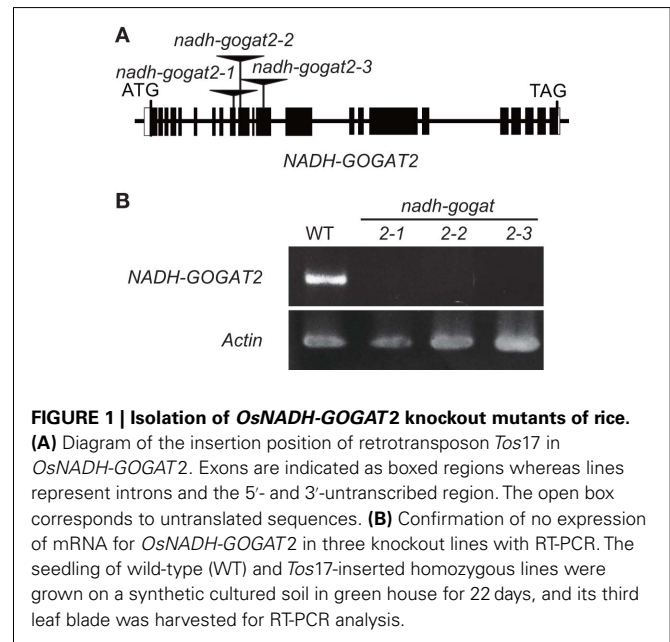 A
nadh-gogat2-2
nadh-gogat2-1 nadh-gogat2-3
ATG TAG
NADH-GOGAT2
B
nadh-gogat
WT 2-1 2-2 2-3
NADH-GOGAT2
Actin
FIGURE 1 | Isolation of OsNADH-GOGAT2 knockout mutants of rice.
(A) Diagram of the insertion position of retrotransposon Tos17 in
OsNADH-GOGAT2. Exons are indicated as boxed regions whereas lines
represent introns and the 5′- and 3′-untranscribed region. The open box
corresponds to untranslated sequences. (B) Confirmation of no expression
of mRNA for OsNADH-GOGAT2 in three knockout lines with RT-PCR. The
seedling of wild-type (WT) and Tos17-inserted homozygous lines were
grown on a synthetic cultured soil in green house for 22 days, and its third
leaf blade was harvested for RT-PCR analysis.